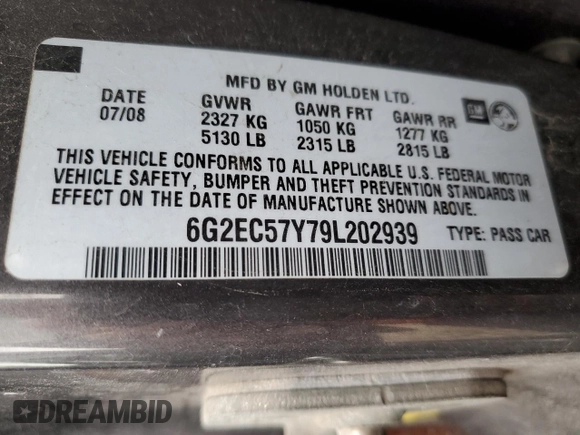 MFD BY GM HOLDEN LTD.
DATE GVWR GAWR FRT GAWR RR GM
07/08 2327 KG 1050 KG 1277 KG
5130 LB 2315 LB 2815 LB
THIS VEHICLE CONFORMS TO ALL APPLICABLE U.S. FEDERAL MOTOR
VEHICLE SAFETY, BUMPER AND THEFT PREVENTION STANDARDS IN
EFFECT ON THE DATE OF MANUFACTURE SHOWN ABOVE.
6G2EC57Y79L202939 TYPE: PASS CAR
DREAMBID